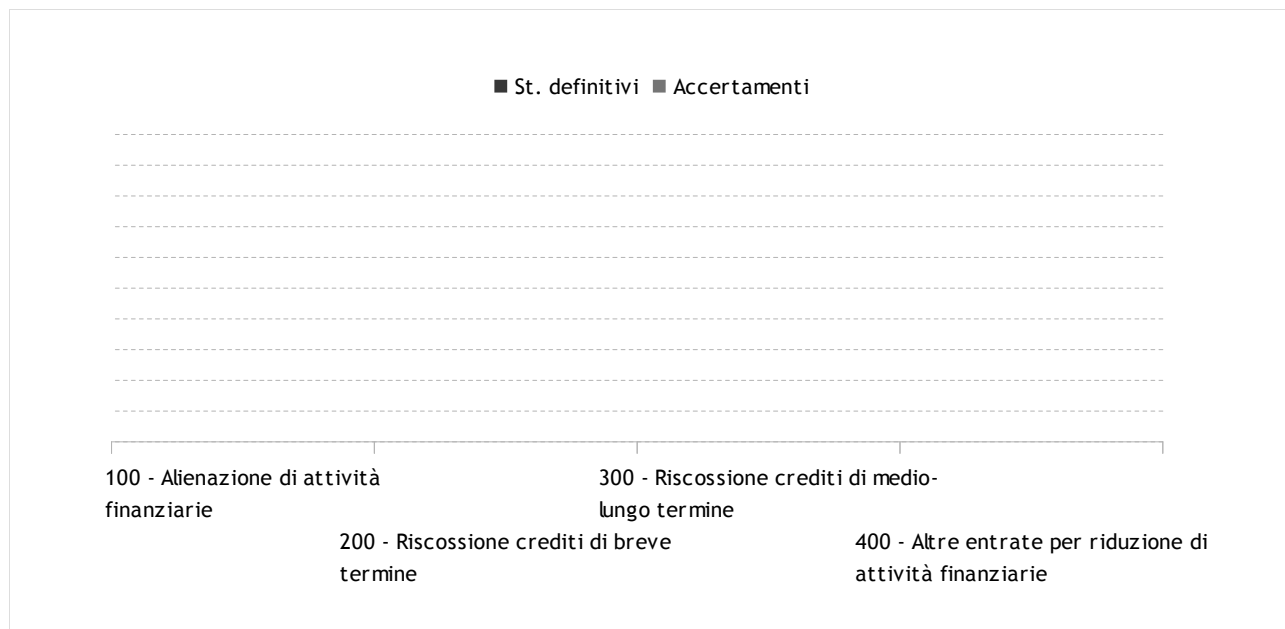 St. definitivi Accertamenti
100 - Alienazione di attività
finanziarie
200 - Riscossione crediti di breve
termine
300 - Riscossione crediti di medio-
lungo termine
400 - Altre entrate per riduzione di
attività finanziarie